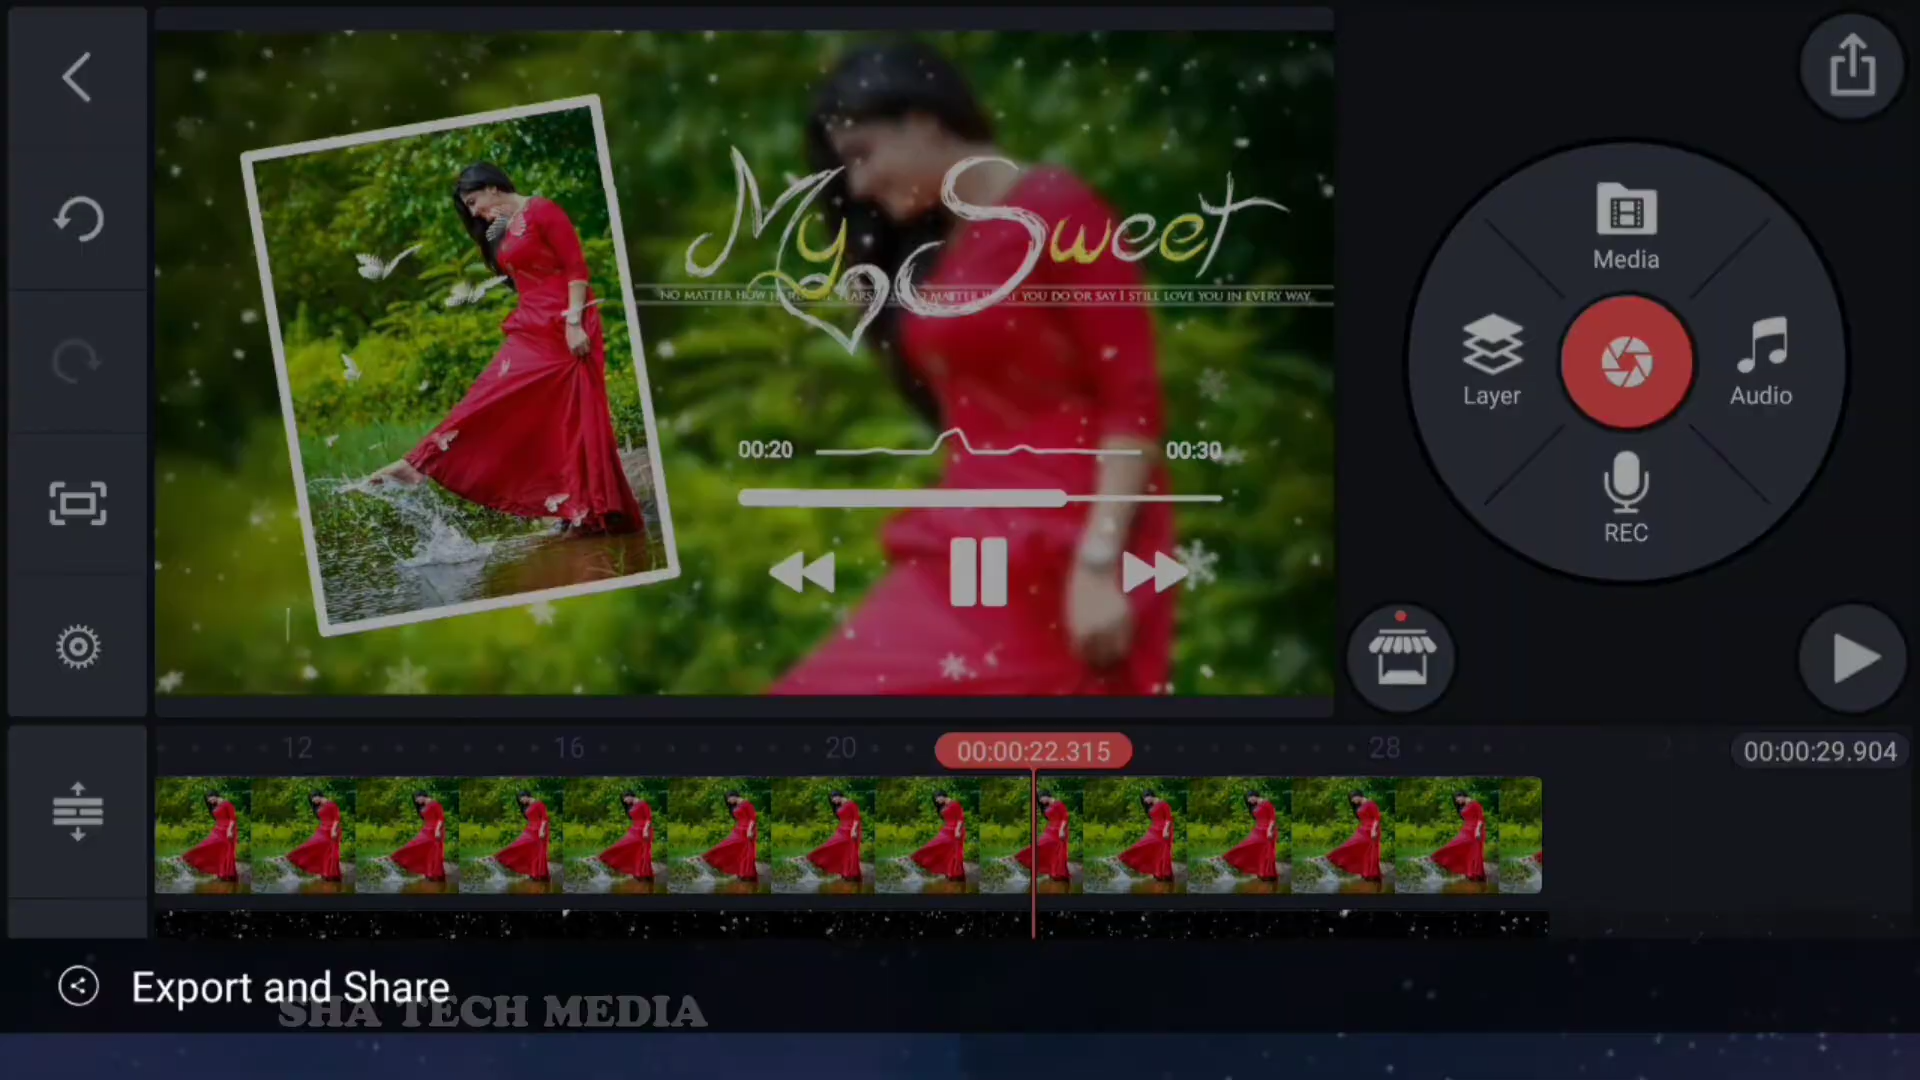 Media
Layer
Audio
REC
My Sweet
YOU DO OR SAY I STILL LOVE YOU IN EVERY WAY
NO MATTER HOW
00:20
00:30
12
16
20
00:00:22.315
28
00:00:29.904
Export and Share
SHA TECH MEDIA